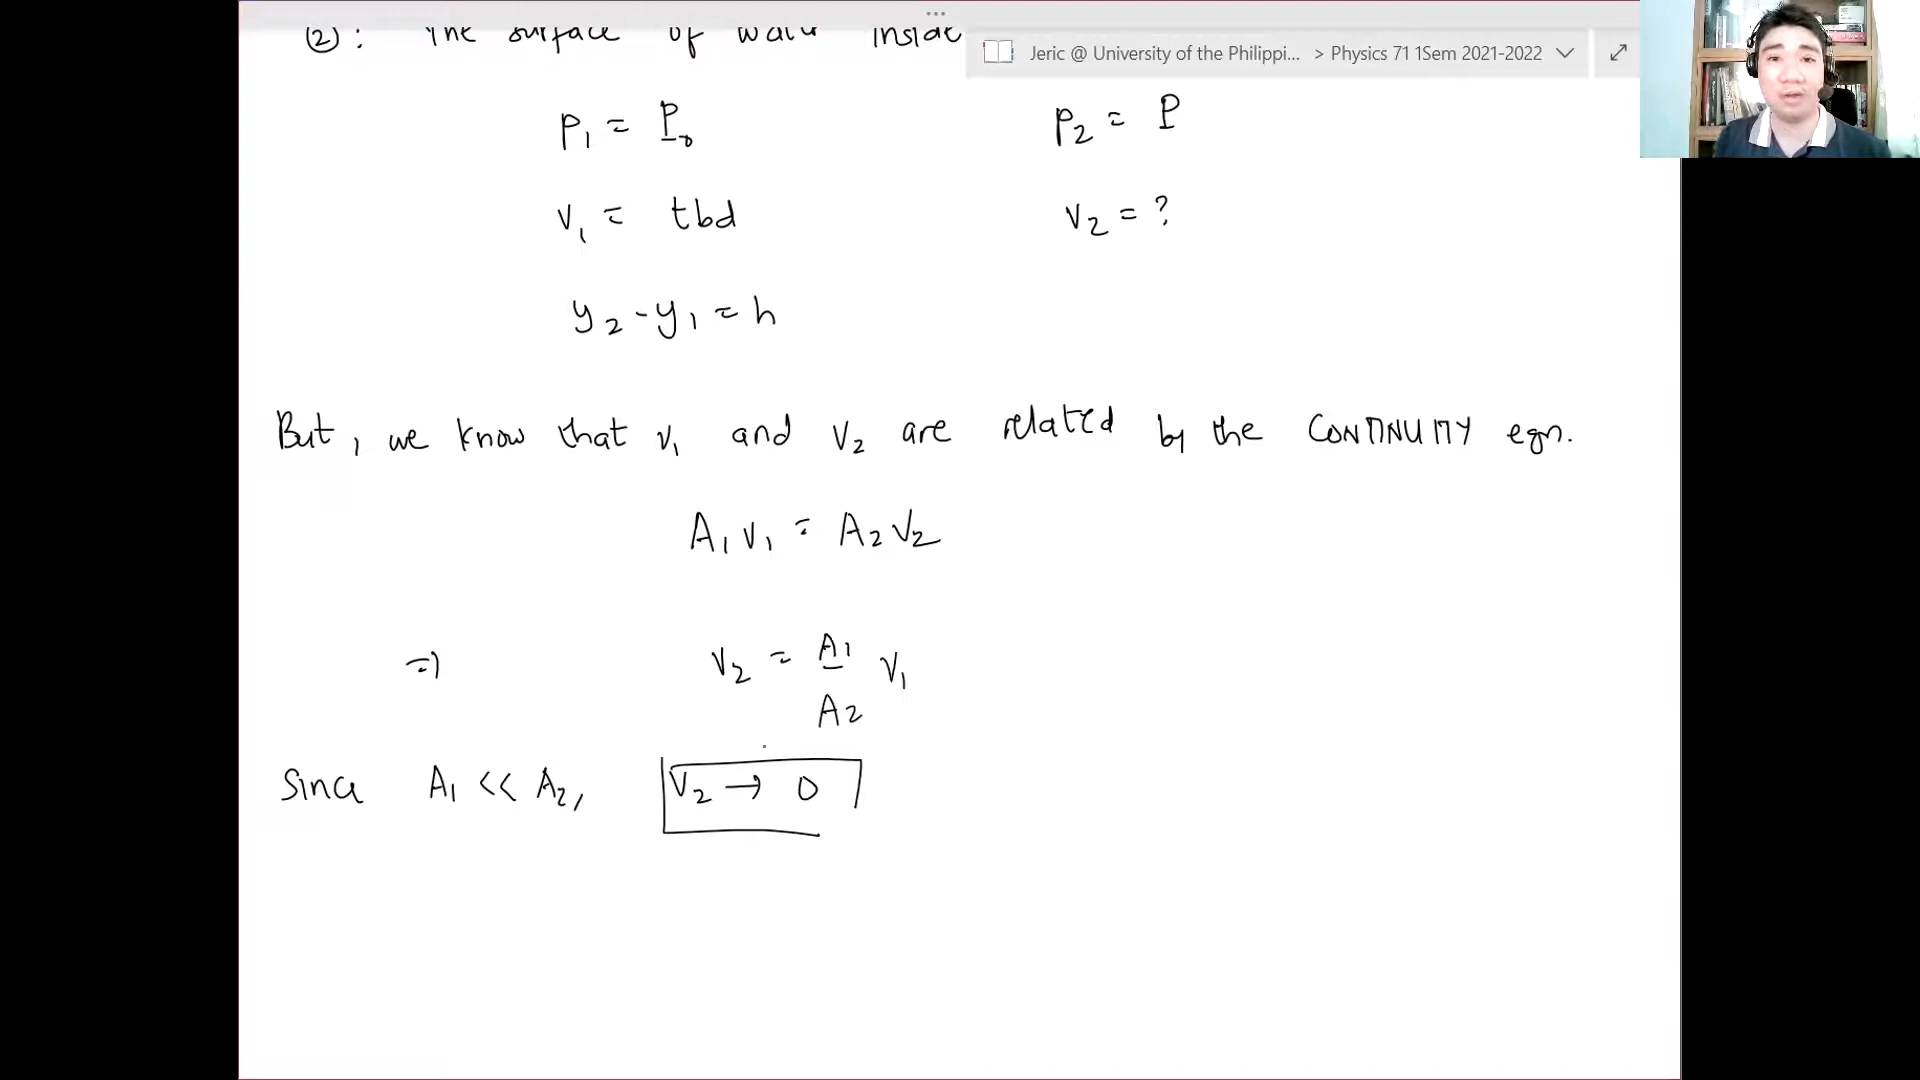 (2): The surface of water inside
Jeric @ University of the Philippi... > Physics 71 1Sem 2021-2022
p₁ = P₀ p₂ = P
v₁ = tbd v₂ = ?
y₂ - y₁ = h
But, we know that v₁ and v₂ are related by the CONTINUITY eqn.
A₁ v₁ = A₂ v₂
⇒ v₂ = A₁/A₂ v₁
Since A₁ << A₂, v₂ → 0